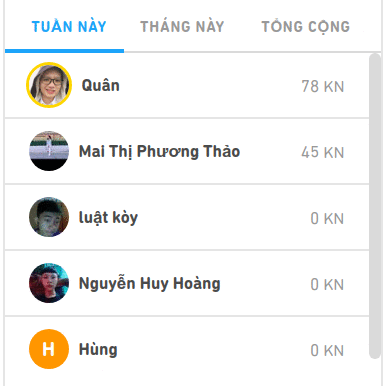 TUẦN NÀY THÁNG NÀY TỔNG CỘNG
Quân 78 KN
Mai Thị Phương Thảo 45 KN
luật kòy 0 KN
Nguyễn Huy Hoàng 0 KN
H Hùng 0 KN